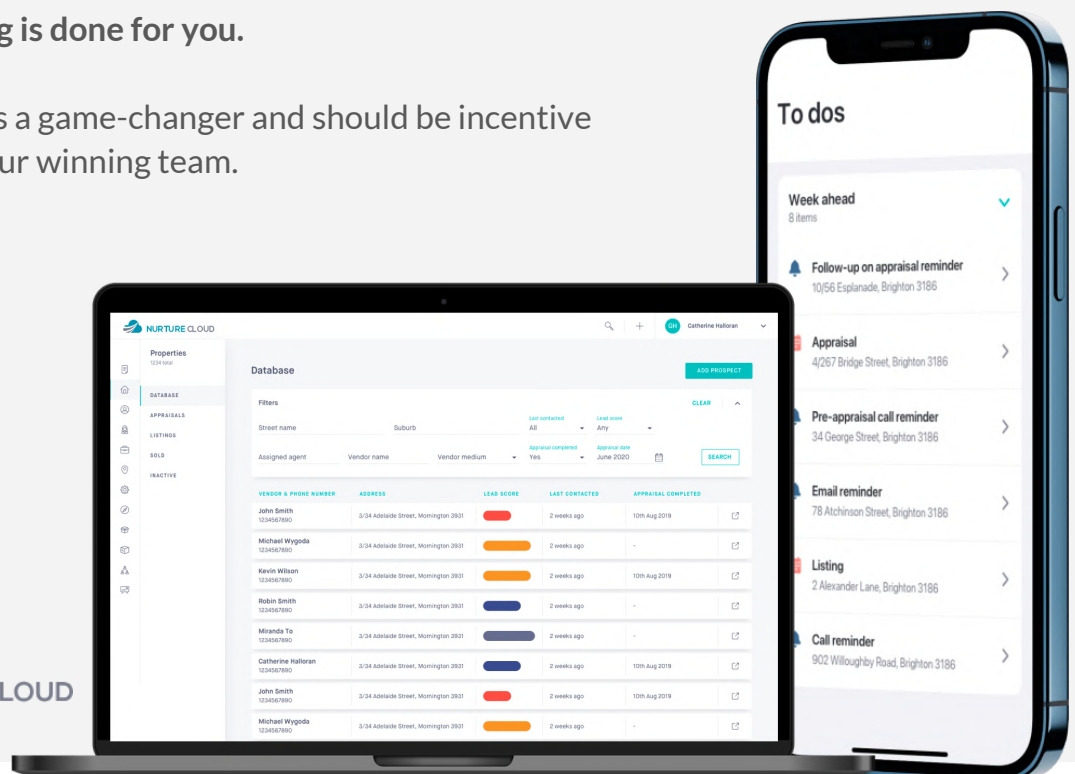 g is done for you.
s a game-changer and should be incentive
ur winning team.
To dos
Week ahead
8 items
Follow-up on appraisal reminder
10/56 Esplanade, Brighton 3186
Appraisal
4/267 Bridge Street, Brighton 3186
Pre-appraisal call reminder
34 George Street, Brighton 3186
Email reminder
78 Atchinson Street, Brighton 3186
Listing
2 Alexander Lane, Brighton 3186
Call reminder
902 Willoughby Road, Brighton 3186
NURTURE CLOUD
GH Catherine Halloran
Properties
1234 total
DATABASE
APPRAISALS
LISTINGS
SOLD
INACTIVE
Database
ADD PROSPECT
Filters
CLEAR
Last contacted Lead score
Street name Suburb All Any
Appraisal completed Appraisal date
Assigned agent Vendor name Vendor medium Yes June 2020 SEARCH
VENDOR & PHONE NUMBER ADDRESS LEAD SCORE LAST CONTACTED APPRAISAL COMPLETED
John Smith
1234567890 3/34 Adelaide Street, Mornington 3931 2 weeks ago 10th Aug 2019
Michael Wygoda
1234567890 3/34 Adelaide Street, Mornington 3931 2 weeks ago -
Kevin Wilson
1234567890 3/34 Adelaide Street, Mornington 3931 2 weeks ago 10th Aug 2019
Robin Smith
1234567890 3/34 Adelaide Street, Mornington 3931 2 weeks ago -
Miranda To
1234567890 3/34 Adelaide Street, Mornington 3931 2 weeks ago -
Catherine Halloran
1234567890 3/34 Adelaide Street, Mornington 3931 2 weeks ago 10th Aug 2019
John Smith
1234567890 3/34 Adelaide Street, Mornington 3931 2 weeks ago 10th Aug 2019
Michael Wygoda
1234567890 3/34 Adelaide Street, Mornington 3931 2 weeks ago -
LOUD